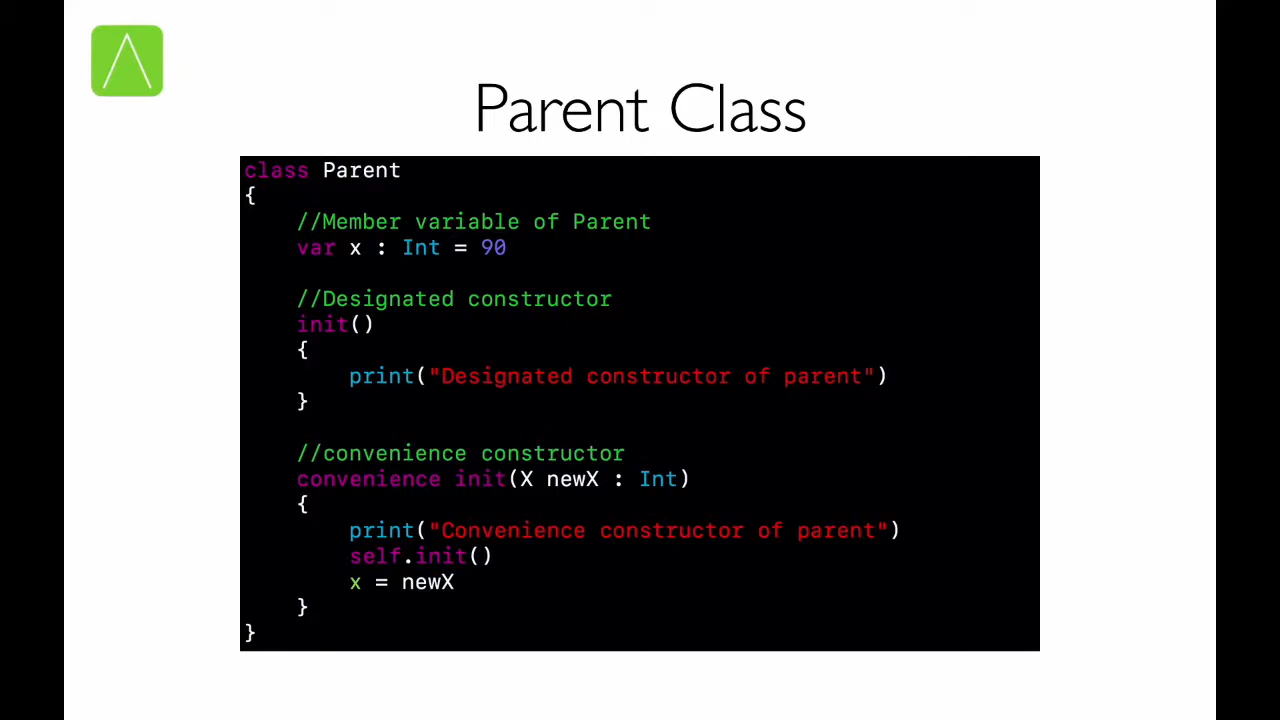 Parent Class
class Parent
{
//Member variable of Parent
var x : Int = 90
//Designated constructor
init()
{
print("Designated constructor of parent")
}
//convenience constructor
convenience init(X newX : Int)
{
print("Convenience constructor of parent")
self.init()
x = newX
}
}